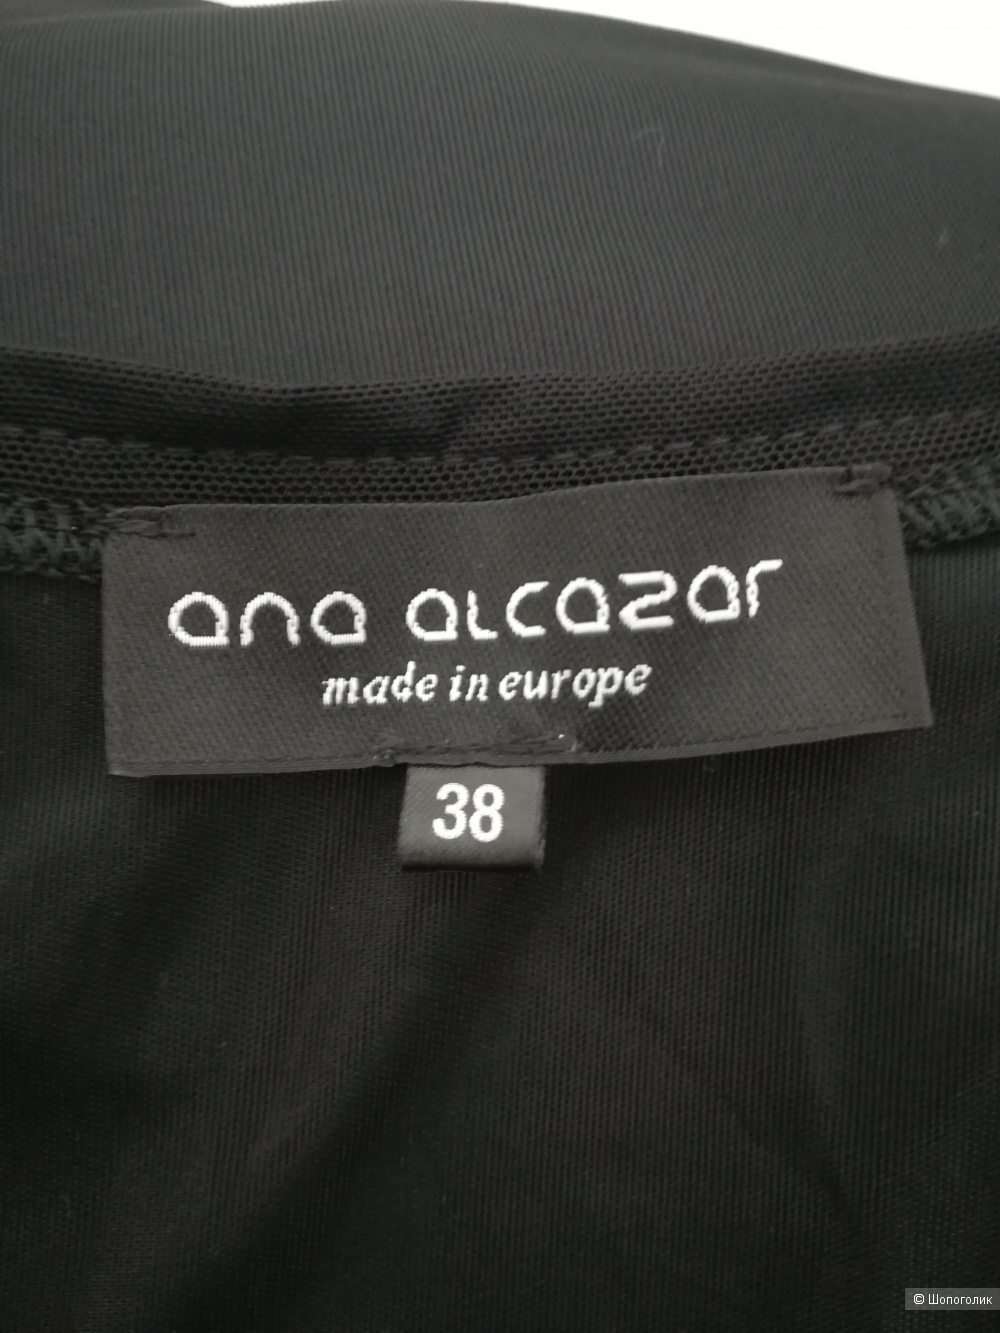 ana alcazar
made in europe
38
© Шопоголик